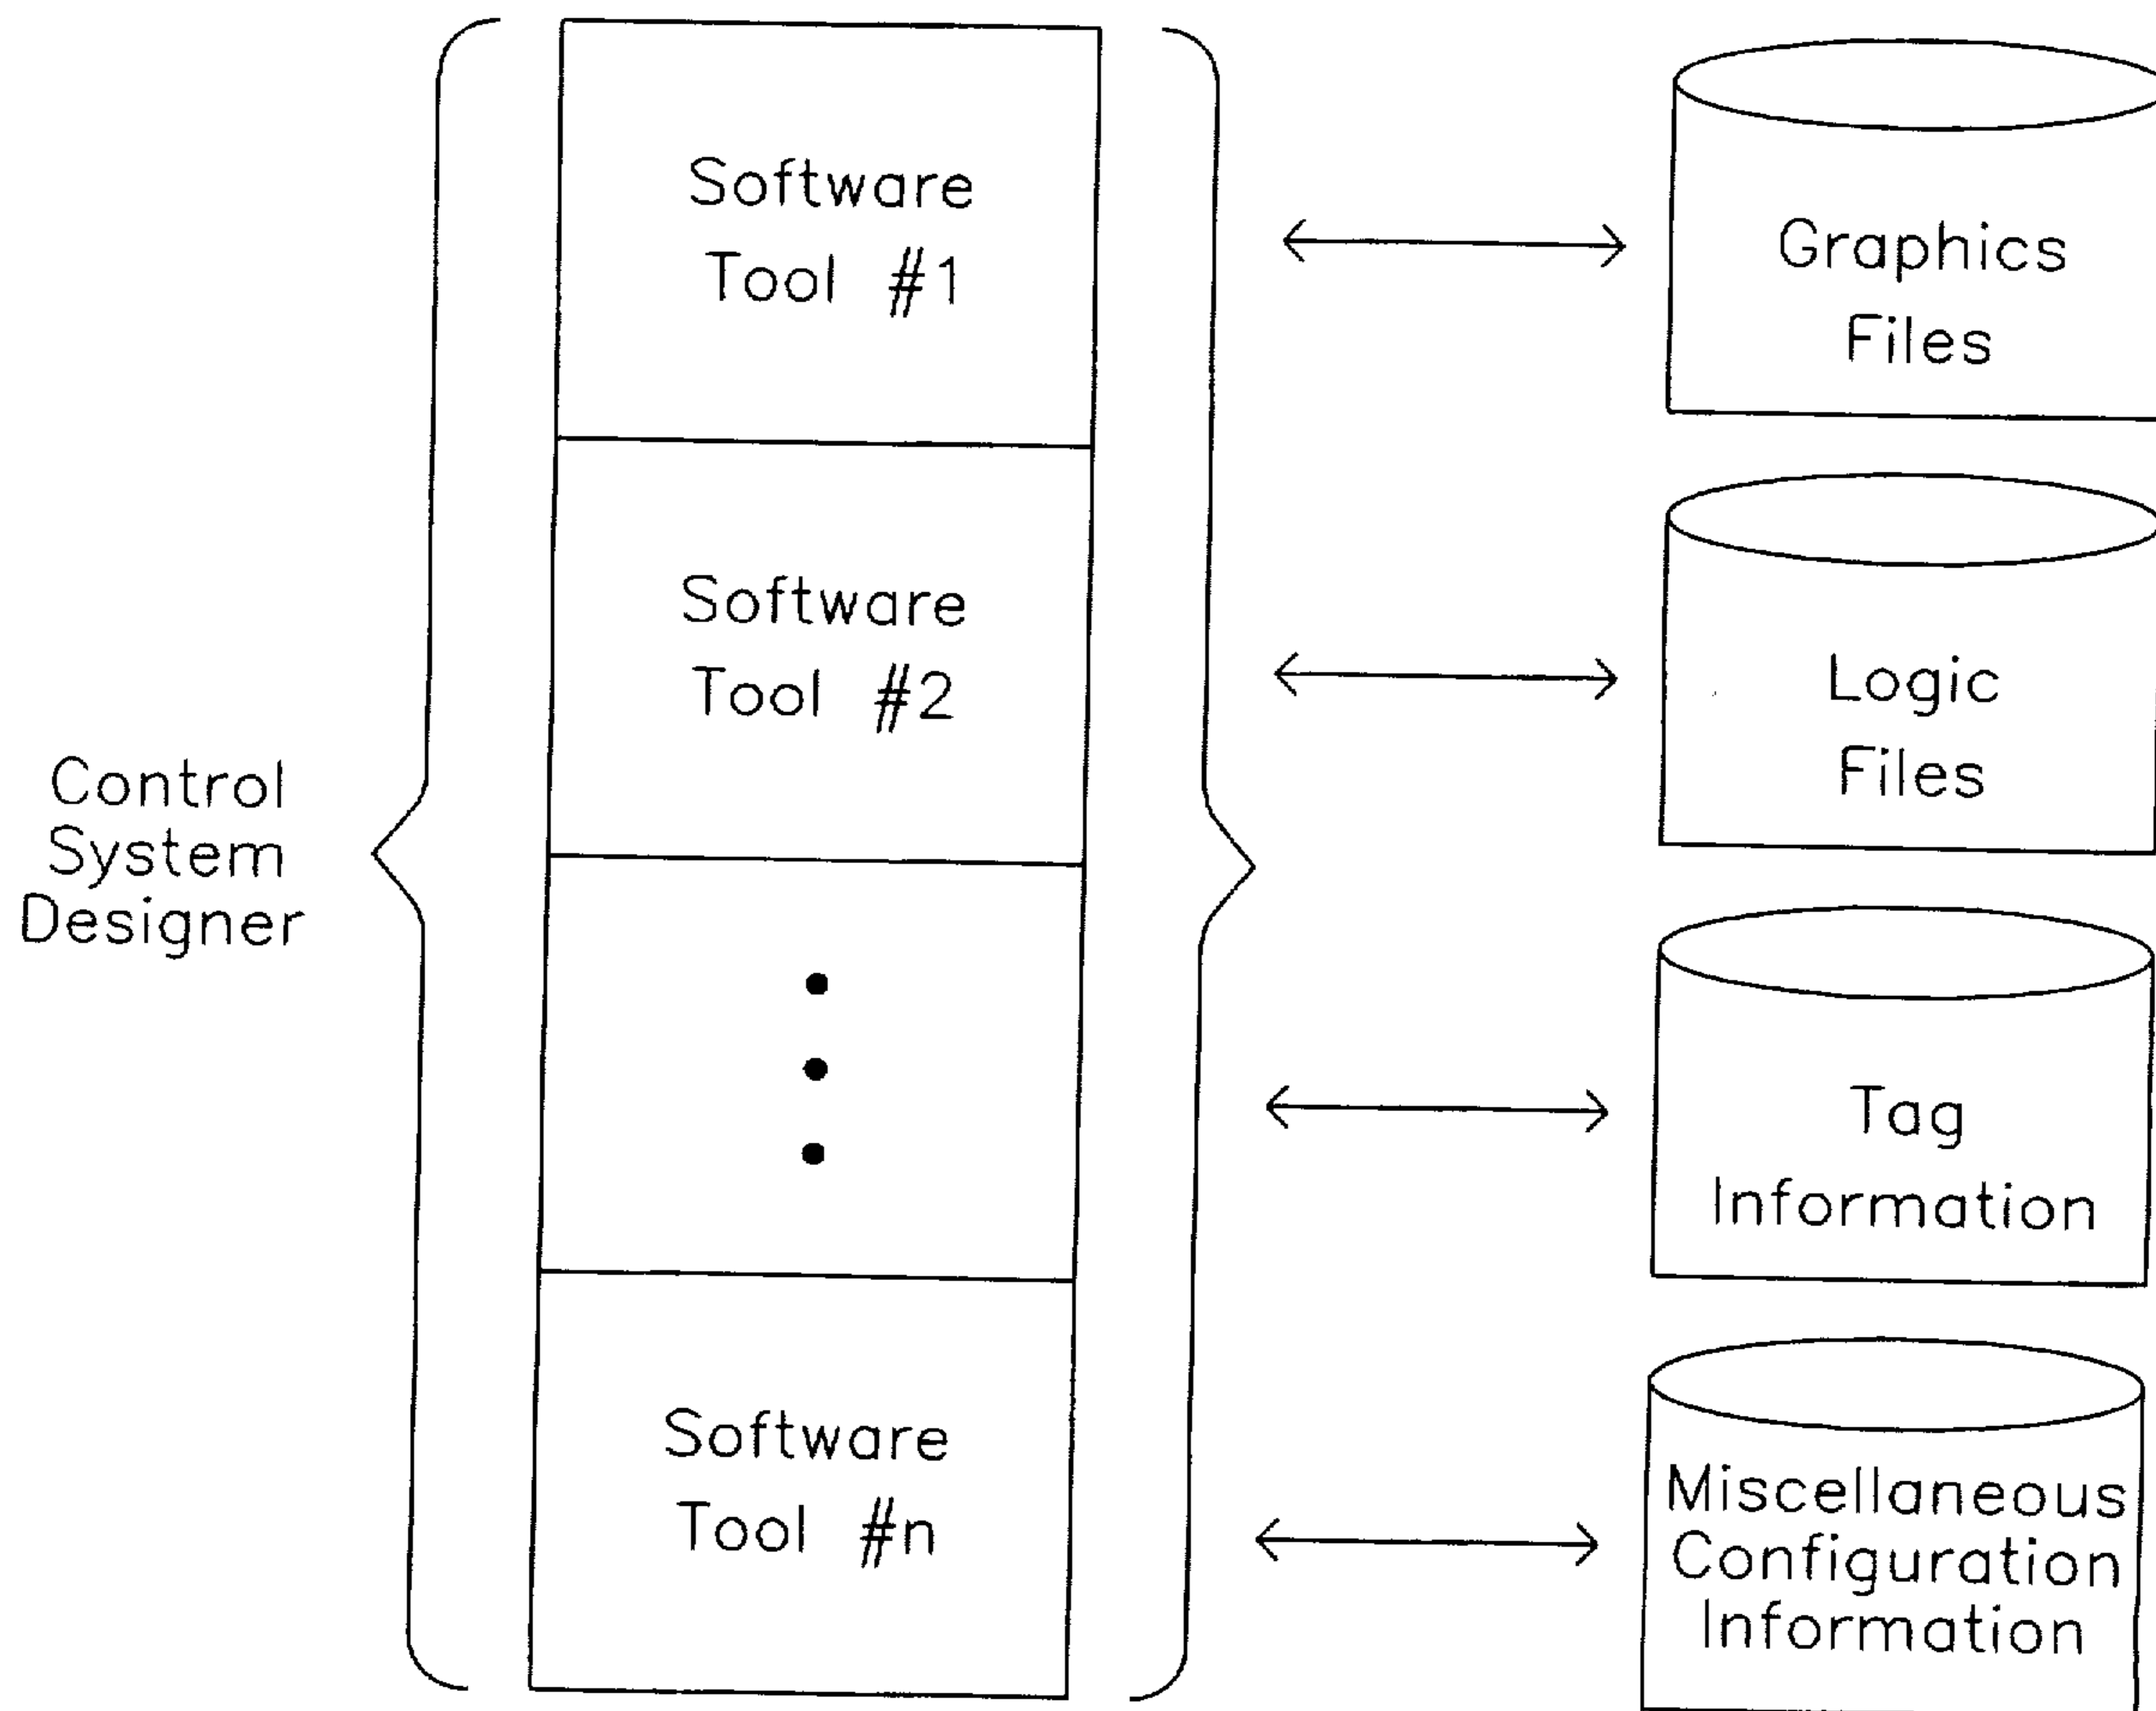 Control
System
Designer
Software
Tool #1
Software
Tool #2
Software
Tool #n
Graphics
Files
Logic
Files
Tag
Information
Miscellaneous
Configuration
Information